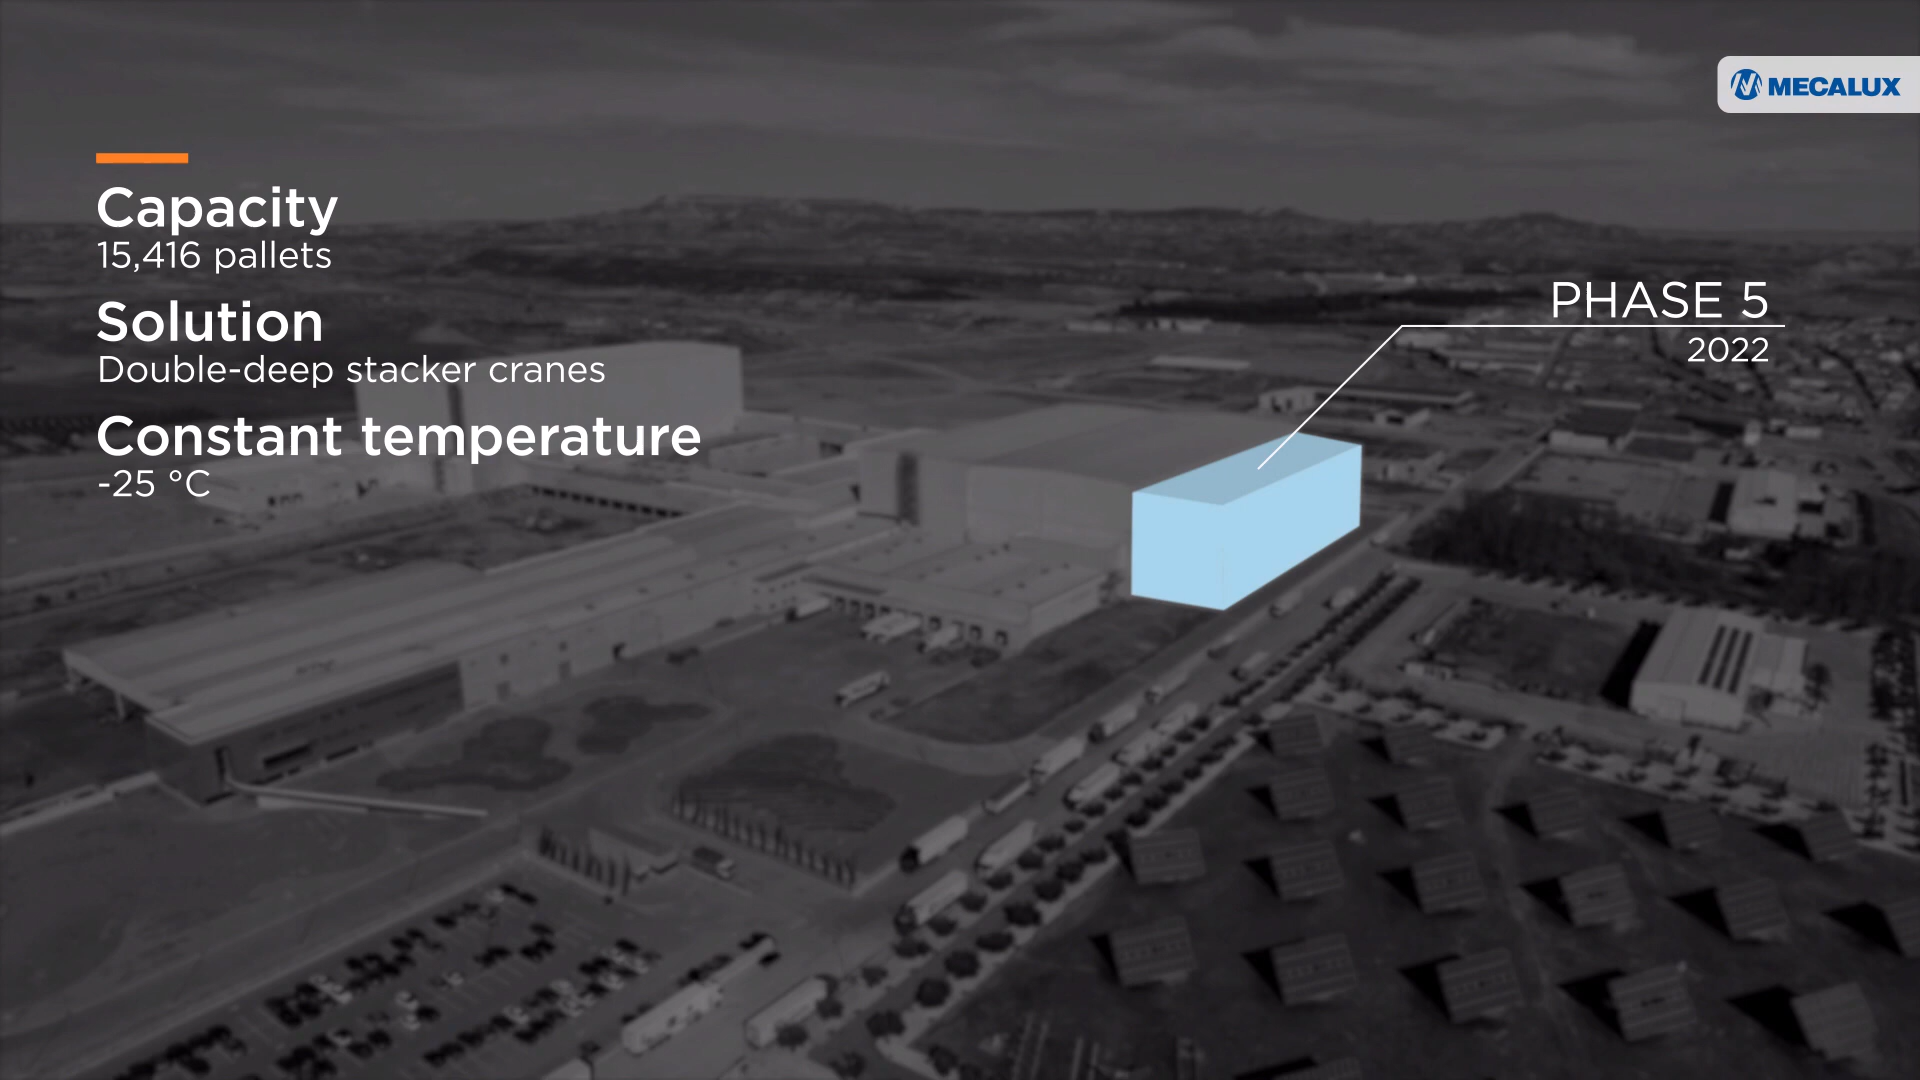 MECALUX
Capacity
15,416 pallets
Solution
Double-deep stacker cranes
Constant temperature
-25 °C
PHASE 5
2022